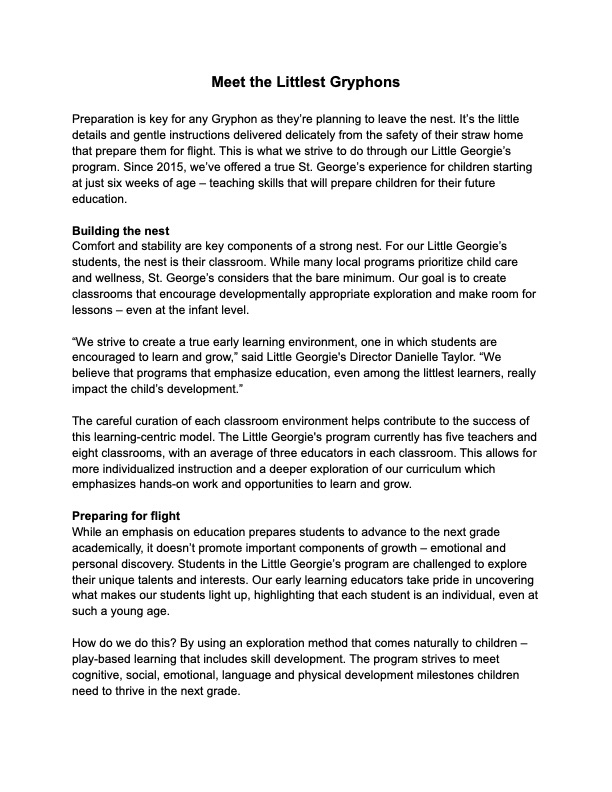 Meet the Littlest Gryphons
Preparation is key for any Gryphon as they’re planning to leave the nest. It’s the little
details and gentle instructions delivered delicately from the safety of their straw home
that prepare them for flight. This is what we strive to do through our Little Georgie’s
program. Since 2015, we’ve offered a true St. George’s experience for children starting
at just six weeks of age – teaching skills that will prepare children for their future
education.
Building the nest
Comfort and stability are key components of a strong nest. For our Little Georgie’s
students, the nest is their classroom. While many local programs prioritize child care
and wellness, St. George’s considers that the bare minimum. Our goal is to create
classrooms that encourage developmentally appropriate exploration and make room for
lessons – even at the infant level.
“We strive to create a true early learning environment, one in which students are
encouraged to learn and grow,” said Little Georgie's Director Danielle Taylor. “We
believe that programs that emphasize education, even among the littlest learners, really
impact the child’s development.”
The careful curation of each classroom environment helps contribute to the success of
this learning-centric model. The Little Georgie's program currently has five teachers and
eight classrooms, with an average of three educators in each classroom. This allows for
more individualized instruction and a deeper exploration of our curriculum which
emphasizes hands-on work and opportunities to learn and grow.
Preparing for flight
While an emphasis on education prepares students to advance to the next grade
academically, it doesn’t promote important components of growth – emotional and
personal discovery. Students in the Little Georgie’s program are challenged to explore
their unique talents and interests. Our early learning educators take pride in uncovering
what makes our students light up, highlighting that each student is an individual, even at
such a young age.
How do we do this? By using an exploration method that comes naturally to children –
play-based learning that includes skill development. The program strives to meet
cognitive, social, emotional, language and physical development milestones children
need to thrive in the next grade.